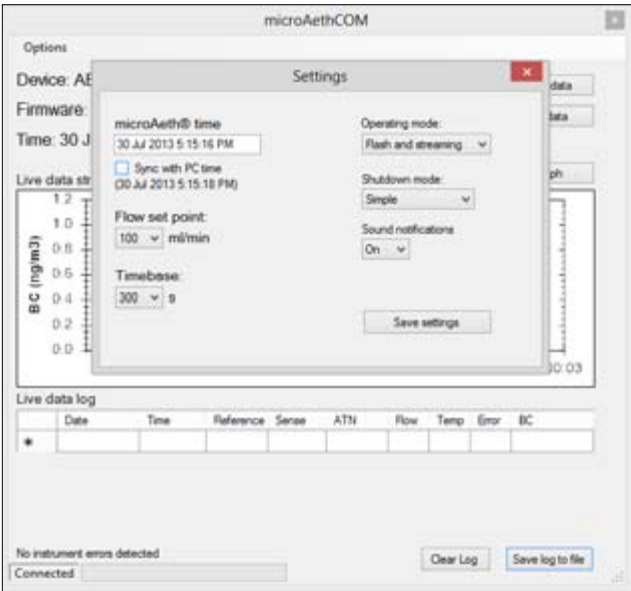 microAethCOM
Options
Device: AE
Firmware:
Time: 30 J
data
data
ph
Settings
microAeth® time
30 Jul 2013 5:15:16 PM
Sync with PC time
(30 Jul 2013 5:15:18 PM)
Flow set point:
100 ml/min
Timebase:
300 s
Operating mode:
Flash and streaming
Shutdown mode:
Simple
Sound notifications
On
Save settings
Live data str
BC (ng/m3)
1.2
1.0
0.8
0.6
0.4
0.2
0.0
0:03
Live data log
Date Time Reference Sense ATN Flow Temp Error BC
*
No instrument errors detected
Connected
Clear Log
Save log to file